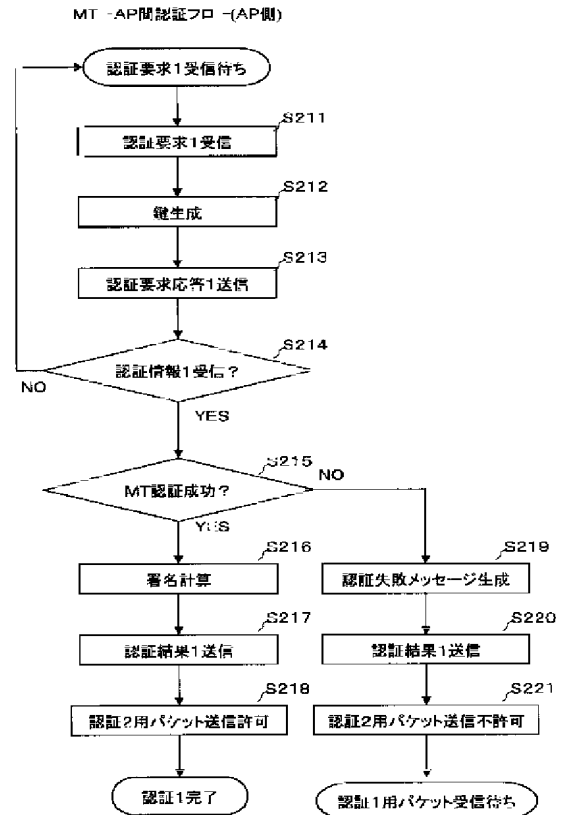 MT -AP間認証フロー(AP側)
認証要求1受信待ち
S211
認証要求1受信
S212
鍵生成
S213
認証要求応答1送信
S214
認証情報1受信？
NO
YES
S215
MT認証成功？
NO
YES
S216
署名計算
S219
認証失敗メッセージ生成
S217
認証結果1送信
S220
認証結果1送信
S218
認証2用パケット送信許可
S221
認証2用パケット送信不許可
認証1完了
認証1用パケット受信待ち